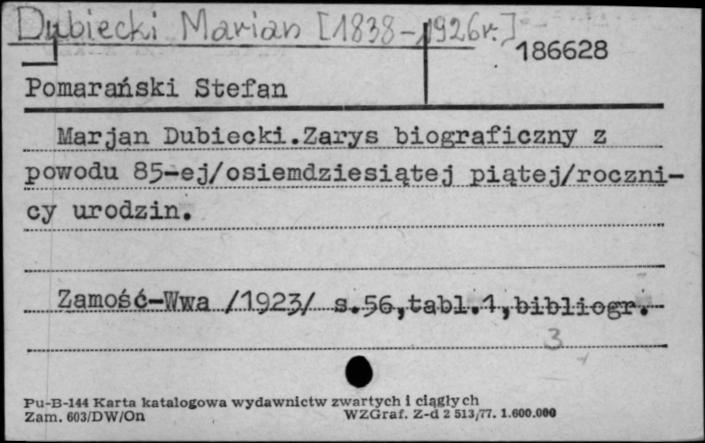 Dubiecki Marian [1838-1926r.]
186628
Pomarański Stefan
Marjan Dubiecki.Zarys biograficzny z
powodu 85-ej/osiemdziesiątej piątej/roczni-
cy urodzin.
Zamość-Wwa /1923/ s.56,tabl.1,bibliogr.
3
Pu-B-144 Karta katalogowa wydawnictw zwartych i ciągłych
Zam. 603/DW/On WZGraf. Z-d 2 513/77. 1.600.000